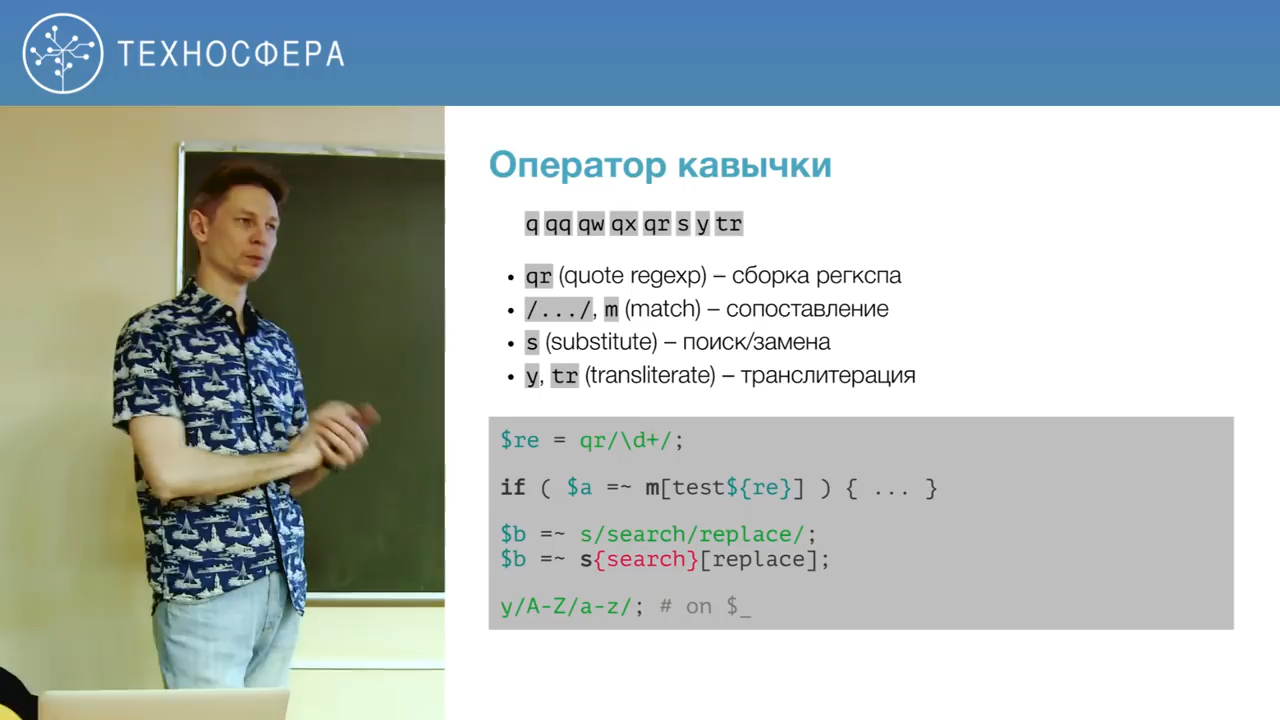 ТЕХНОСФЕРА
Оператор кавычки
q qq qw qx qr s y tr
• qr (quote regexp) – сборка регкспа
• /.../, m (match) – сопоставление
• s (substitute) – поиск/замена
• y, tr (transliterate) – транслитерация
$re = qr/\d+/;
if ( $a =~ m[test${re}] ) { ... }
$b =~ s/search/replace/;
$b =~ s{search}[replace];
y/A-Z/a-z/; # on $_